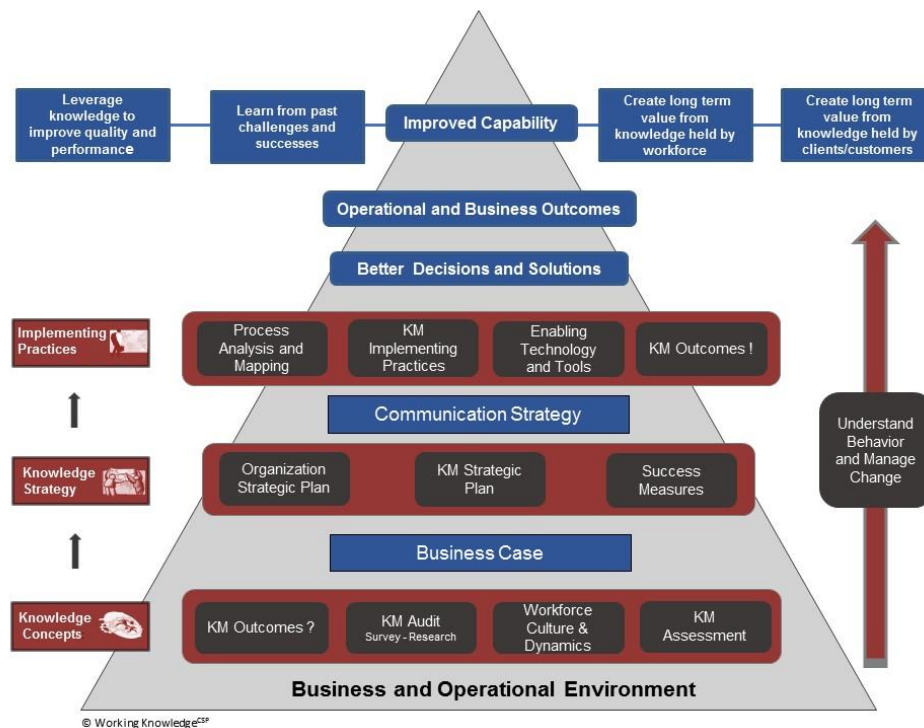 Leverage
knowledge to
improve quality and
performance
Learn from past
challenges and
successes
Improved Capability
Create long term
value from
knowledge held by
workforce
Create long term
value from
knowledge held by
clients/customers
Operational and Business Outcomes
Better Decisions and Solutions
Implementing
Practices
Process
Analysis and
Mapping
KM
Implementing
Practices
Enabling
Technology
and Tools
KM Outcomes !
Communication Strategy
Understand
Behavior
and Manage
Change
Knowledge
Strategy
Organization
Strategic Plan
KM Strategic
Plan
Success
Measures
Business Case
Knowledge
Concepts
KM Outcomes ?
KM Audit
Survey - Research
Workforce
Culture &
Dynamics
KM
Assessment
Business and Operational Environment
© Working Knowledge CSP